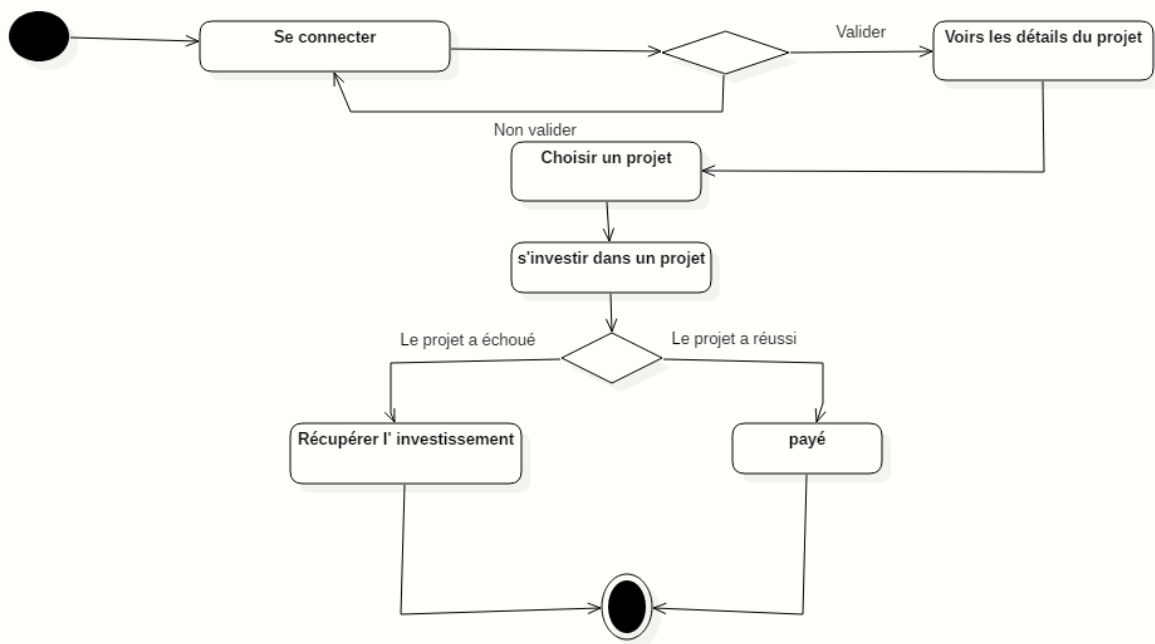 Se connecter
Valider
Voirs les détails du projet
Non valider
Choisir un projet
s'investir dans un projet
Le projet a échoué
Le projet a réussi
Récupérer l' investissement
payé